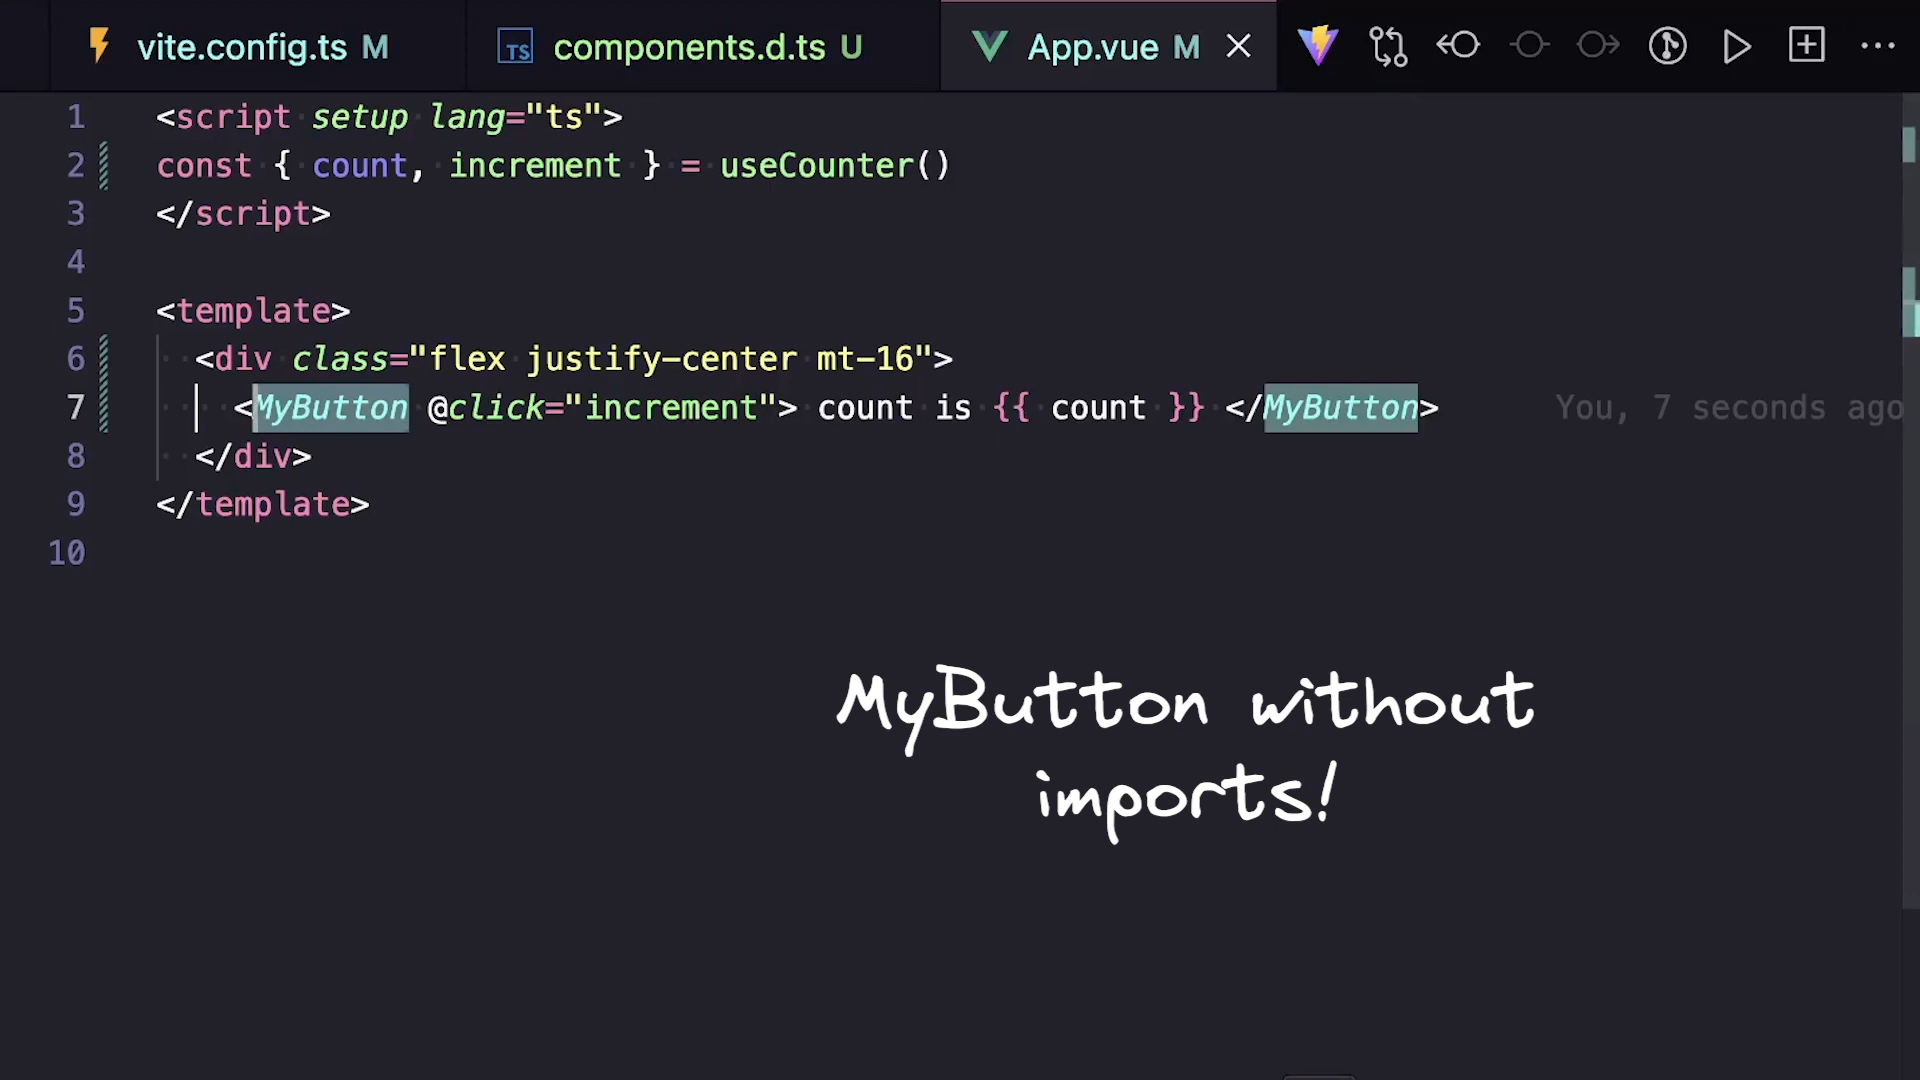 vite.config.ts M
TS components.d.ts U
App.vue M
1 <script setup lang="ts">
2 const { count, increment } = useCounter()
3 </script>
4
5 <template>
6 <div class="flex justify-center mt-16">
7 <MyButton @click="increment"> count is {{ count }} </MyButton> You, 7 seconds ago
8 </div>
9 </template>
10
MyButton without
imports!